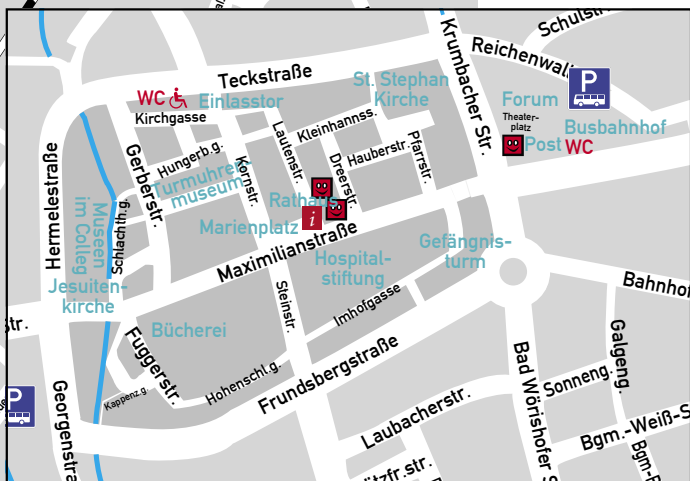 Schulstr
Krumbacher Str.
Reichenwall
P
Teckstraße
St. Stephan
Kirche
WC
Einlasstor
Forum
Theater-
platz
Kirchgasse
Kleinhannss.
Busbahnhof
Post
WC
Lautenstr.
Pfarrstr.
Hungerb.g.
Hauberstr.
Gerberstr.
Kornstr.
Dreerstr.
Turmuhren-
museum
Hermelestraße
Rathaus
Schlachth.g.
Museen
im Colleg
Marienplatz
i
Maximilianstraße
Gefängnis-
turm
Hospital-
stiftung
Jesuiten-
kirche
Bahnhof
Steinstr.
Imhofgasse
str.
Bücherei
Fuggerstr.
Galgeng.
Frundsbergstraße
Bad Wörishofer S
Hohenschl.g.
Sonneng.
Kappenz.g.
P
Georgenstra
Laubacherstr.
Bgm.-Weiß-S
Bgm-
ützfr.str.